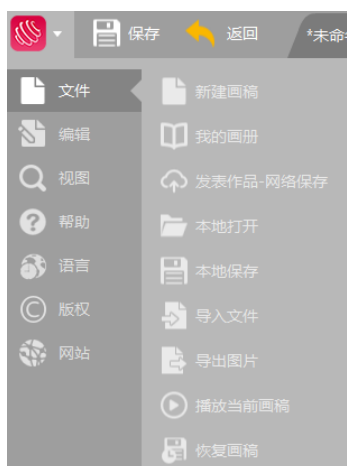 保存 返回 *未命
文件
编辑
视图
帮助
语言
版权
网站
新建画稿
我的画册
发表作品-网络保存
本地打开
本地保存
导入文件
导出图片
播放当前画稿
恢复画稿